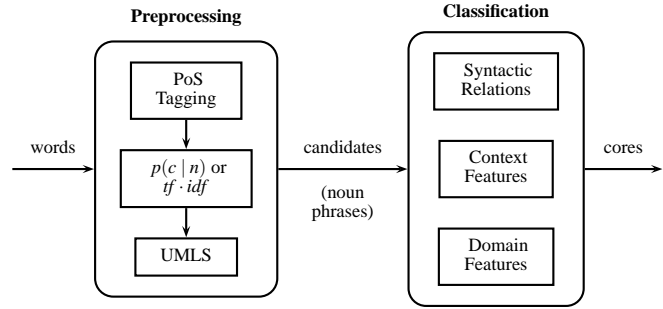 Preprocessing
Classification
words
PoS
Tagging
p(c | n) or
tf · idf
UMLS
candidates
(noun
phrases)
Syntactic
Relations
Context
Features
Domain
Features
cores